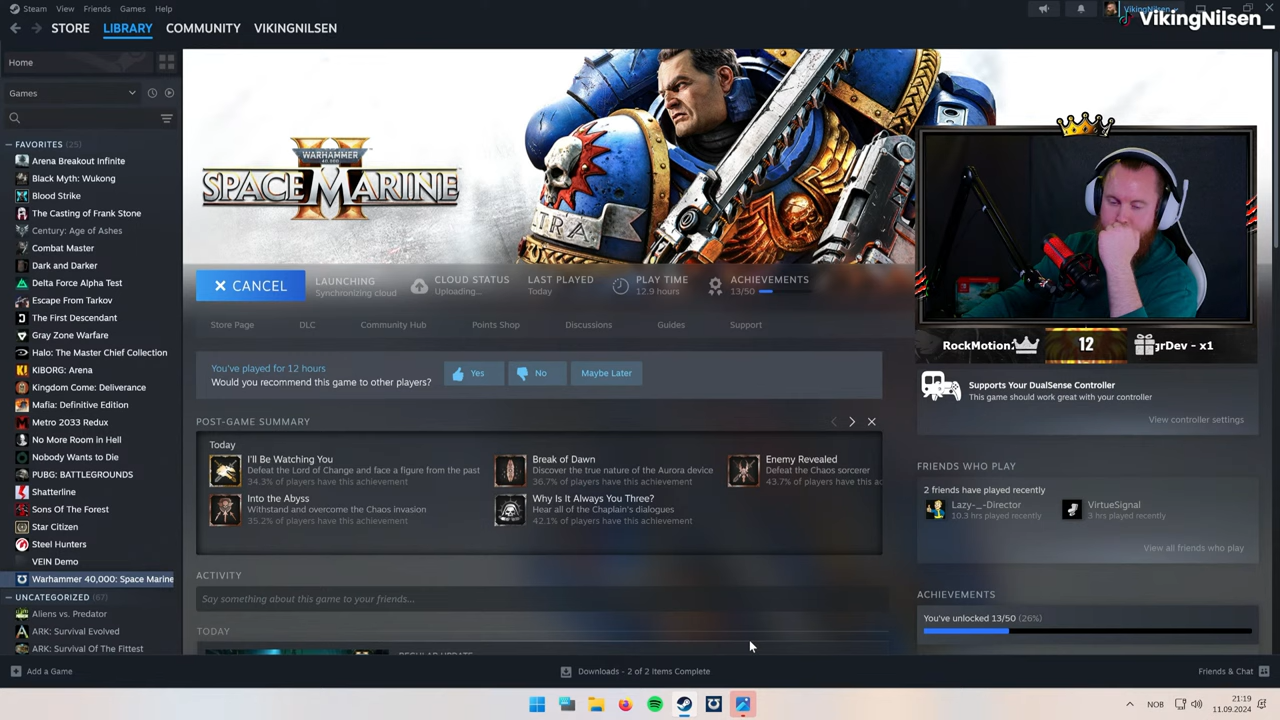 Steam View Friends Games Help
VikingNilsen_
STORE LIBRARY COMMUNITY VIKINGNILSEN
Home
Games
FAVORITES (25)
Arena Breakout Infinite
Black Myth: Wukong
Blood Strike
The Casting of Frank Stone
Century: Age of Ashes
Combat Master
Dark and Darker
Delta Force Alpha Test
Escape From Tarkov
The First Descendant
Gray Zone Warfare
Halo: The Master Chief Collection
KIBORG: Arena
Kingdom Come: Deliverance
Mafia: Definitive Edition
Metro 2033 Redux
No More Room in Hell
Nobody Wants to Die
PUBG: BATTLEGROUNDS
Shatterline
Sons Of The Forest
Star Citizen
Steel Hunters
VEIN Demo
Warhammer 40,000: Space Marine
UNCATEGORIZED (67)
Aliens vs. Predator
ARK: Survival Evolved
ARK: Survival Of The Fittest
Add a Game
WARHAMMER
40,000
SPACE MARINE
II
TRA
CANCEL
LAUNCHING
Synchronizing cloud
CLOUD STATUS
Uploading...
LAST PLAYED
Today
PLAY TIME
12.9 hours
ACHIEVEMENTS
13/50
Store Page DLC Community Hub Points Shop Discussions Guides Support
You've played for 12 hours
Would you recommend this game to other players?
Yes No Maybe Later
POST-GAME SUMMARY
Today
I'll Be Watching You
Defeat the Lord of Change and face a figure from the past
34.3% of players have this achievement
Break of Dawn
Discover the true nature of the Aurora device
36.7% of players have this achievement
Enemy Revealed
Defeat the Chaos sorcerer
43.7% of players have this ac
Into the Abyss
Withstand and overcome the Chaos invasion
35.2% of players have this achievement
Why Is It Always You Three?
Hear all of the Chaplain's dialogues
42.1% of players have this achievement
ACTIVITY
Say something about this game to your friends...
TODAY
REGULAR UPDATE
RockMotion 12 grDev - x1
Supports Your DualSense Controller
This game should work great with your controller
View controller settings
FRIENDS WHO PLAY
2 friends have played recently
Lazy-_-Director
10.3 hrs played recently
VirtueSignal
3 hrs played recently
View all friends who play
ACHIEVEMENTS
You've unlocked 13/50 (26%)
Downloads - 2 of 2 Items Complete
Friends & Chat
NOB
21:19
11.09.2024